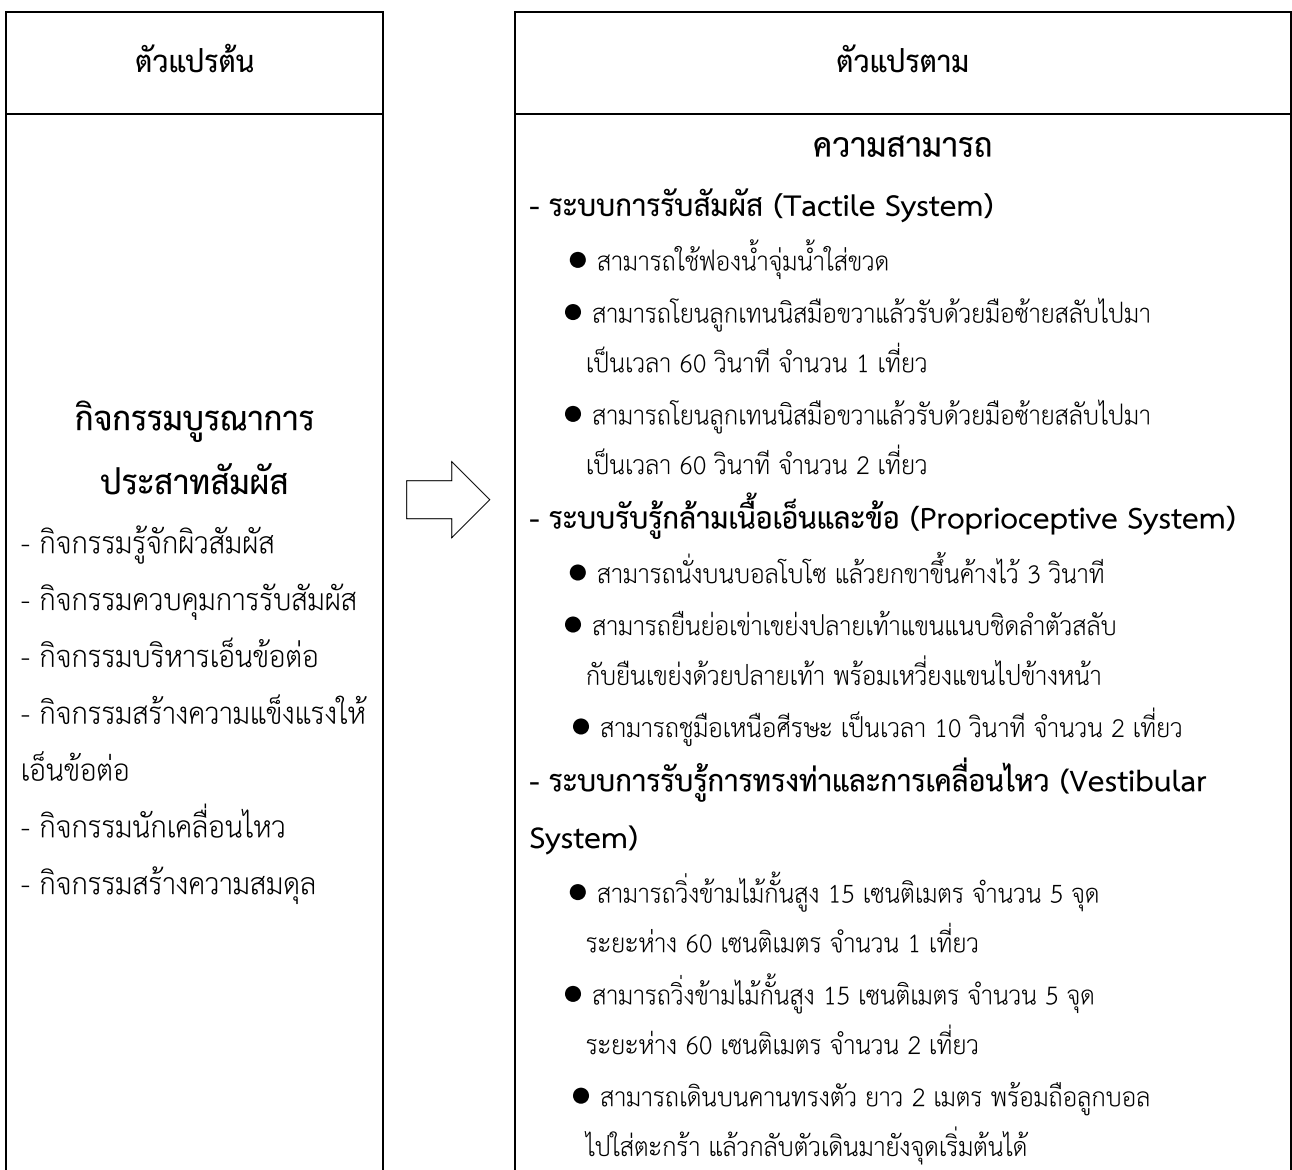 ตัวแปรต้น
กิจกรรมบูรณาการ
ประสาทสัมผัส
- กิจกรรมรู้จักผิวสัมผัส
- กิจกรรมควบคุมการรับสัมผัส
- กิจกรรมบริหารเอ็นข้อต่อ
- กิจกรรมสร้างความแข็งแรงให้
เอ็นข้อต่อ
- กิจกรรมนักเคลื่อนไหว
- กิจกรรมสร้างความสมดุล
ตัวแปรตาม
ความสามารถ
- ระบบการรับสัมผัส (Tactile System)
● สามารถใช้ฟองน้ำจุ่มน้ำใส่ขวด
● สามารถโยนลูกเทนนิสมือขวาแล้วรับด้วยมือซ้ายสลับไปมา
เป็นเวลา 60 วินาที จำนวน 1 เที่ยว
● สามารถโยนลูกเทนนิสมือขวาแล้วรับด้วยมือซ้ายสลับไปมา
เป็นเวลา 60 วินาที จำนวน 2 เที่ยว
- ระบบรับรู้กล้ามเนื้อเอ็นและข้อ (Proprioceptive System)
● สามารถนั่งบนบอลโบโซ แล้วยกขาขึ้นค้างไว้ 3 วินาที
● สามารถยืนย่อเข่าเขย่งปลายเท้าแขนแนบชิดลำตัวสลับ
กับยืนเขย่งด้วยปลายเท้า พร้อมเหวี่ยงแขนไปข้างหน้า
● สามารถชูมือเหนือศีรษะ เป็นเวลา 10 วินาที จำนวน 2 เที่ยว
- ระบบการรับรู้การทรงท่าและการเคลื่อนไหว (Vestibular
System)
● สามารถวิ่งข้ามไม้กั้นสูง 15 เซนติเมตร จำนวน 5 จุด
ระยะห่าง 60 เซนติเมตร จำนวน 1 เที่ยว
● สามารถวิ่งข้ามไม้กั้นสูง 15 เซนติเมตร จำนวน 5 จุด
ระยะห่าง 60 เซนติเมตร จำนวน 2 เที่ยว
● สามารถเดินบนคานทรงตัว ยาว 2 เมตร พร้อมถือลูกบอล
ไปใส่ตะกร้า แล้วกลับตัวเดินมายังจุดเริ่มต้นได้